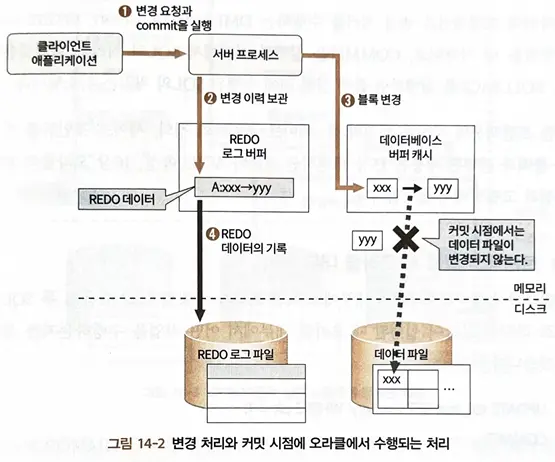 ❶ 변경 요청과
commit을 실행
클라이언트
애플리케이션
서버 프로세스
❷ 변경 이력 보관
❸ 블록 변경
REDO
로그 버퍼
데이터베이스
버퍼 캐시
REDO 데이터
A:xxx→yyy
xxx
yyy
❹ REDO
데이터의 기록
yyy
커밋 시점에서는
데이터 파일이
변경되지 않는다.
메모리
디스크
REDO 로그 파일
데이터 파일
xxx
...
그림 14-2 변경 처리와 커밋 시점에 오라클에서 수행되는 처리